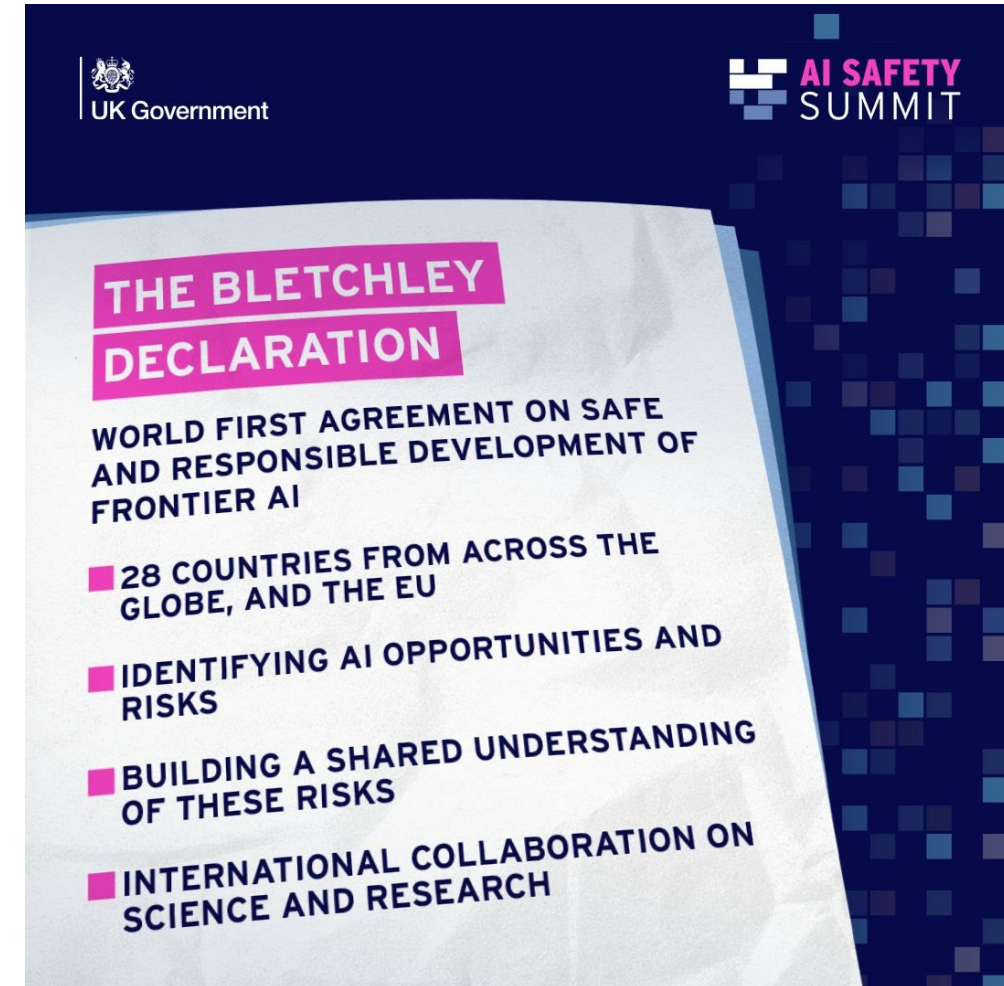 UK Government
AI SAFETY
SUMMIT
THE BLETCHLEY
DECLARATION
WORLD FIRST AGREEMENT ON SAFE
AND RESPONSIBLE DEVELOPMENT OF
FRONTIER AI
28 COUNTRIES FROM ACROSS THE
GLOBE, AND THE EU
IDENTIFYING AI OPPORTUNITIES AND
RISKS
BUILDING A SHARED UNDERSTANDING
OF THESE RISKS
INTERNATIONAL COLLABORATION ON
SCIENCE AND RESEARCH